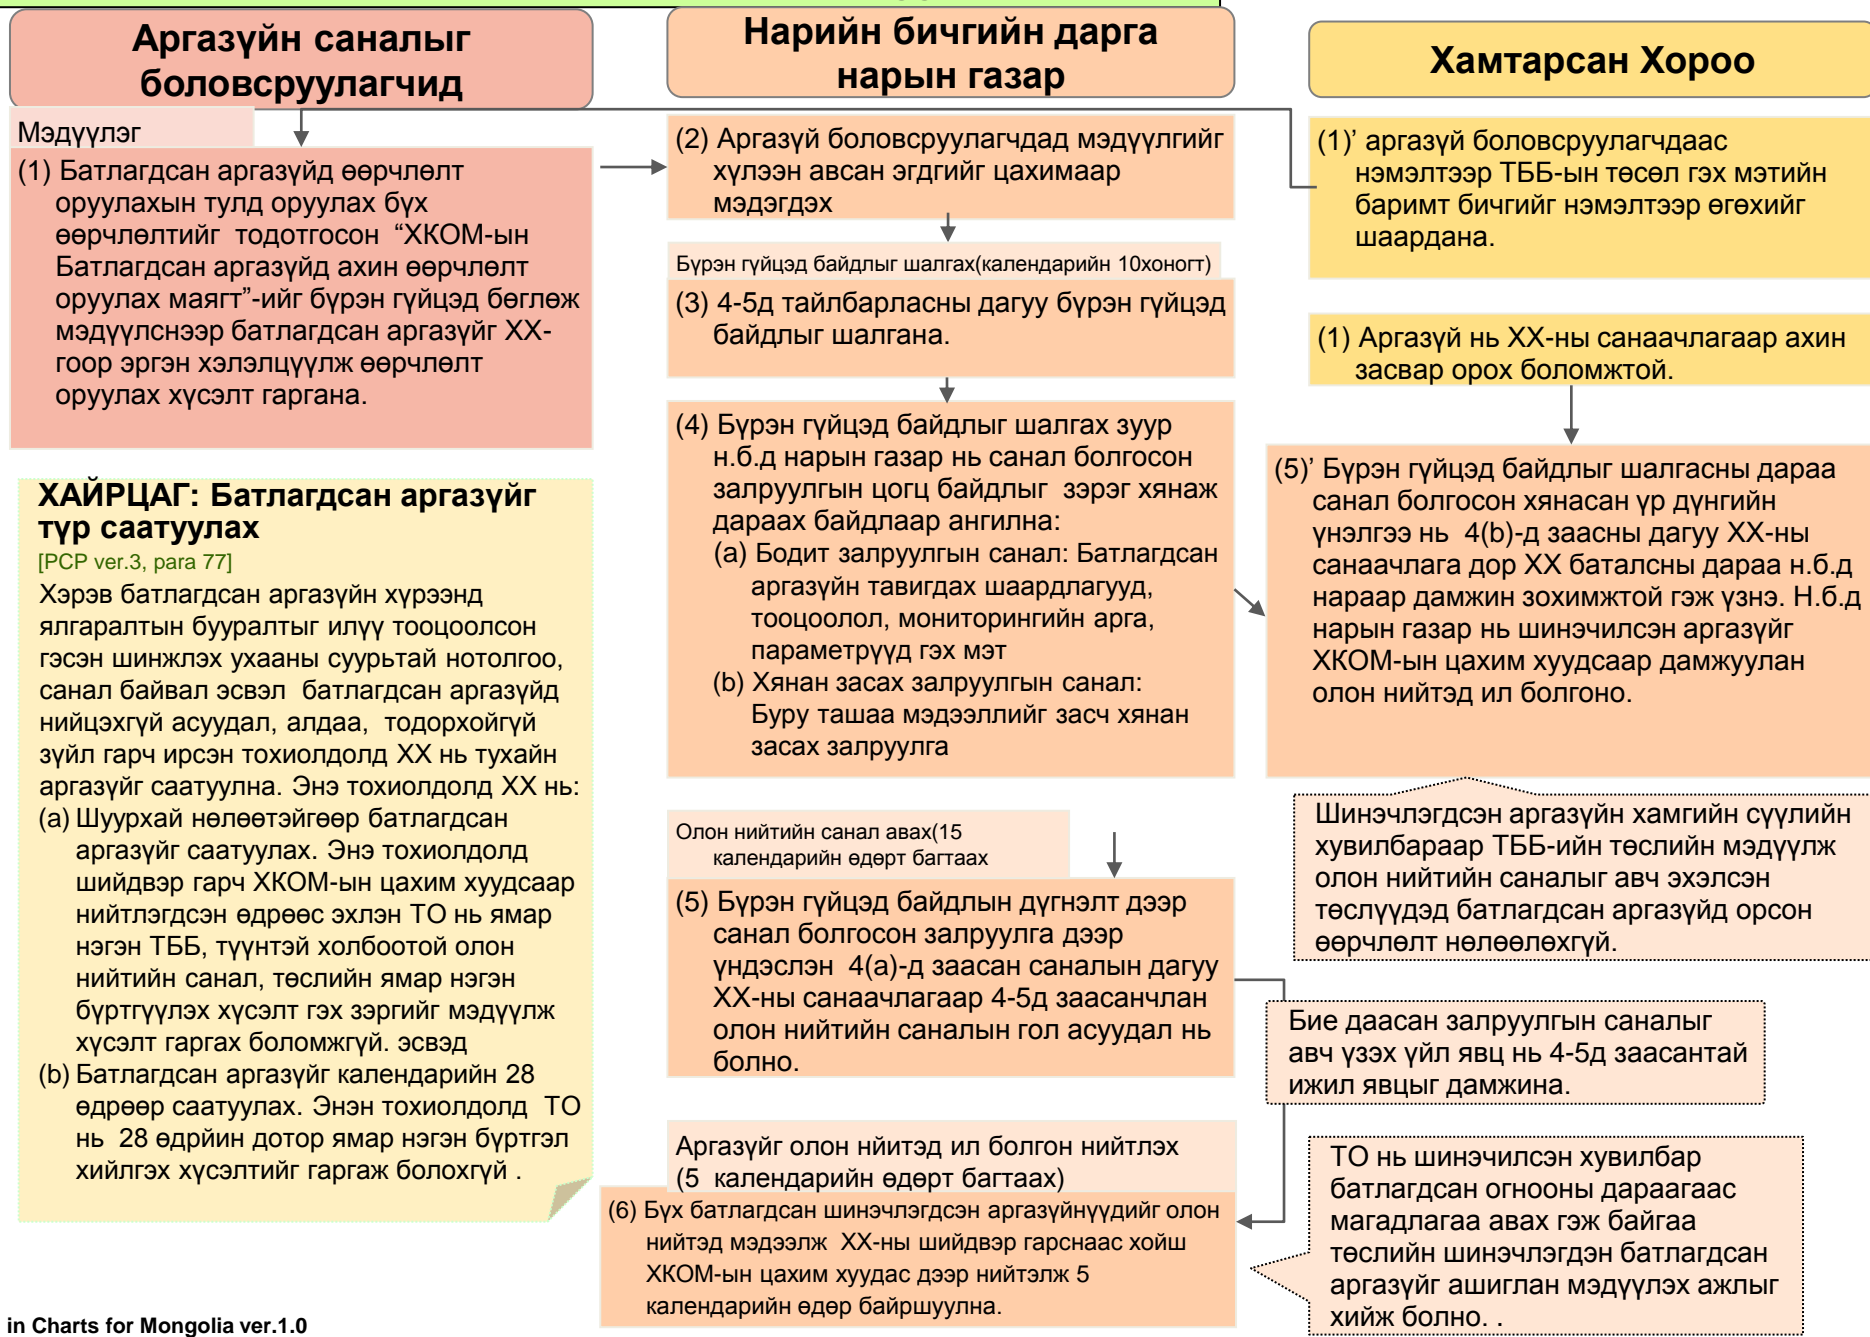 Аргазүйн саналыг
боловсруулагчид
Мэдүүлэг
(1) Батлагдсан аргазүйд өөрчлөлт
оруулахын тулд оруулах бүх
өөрчлөлтийг тодотгосон “ХКОМ-ын
Батлагдсан аргазүйд ахин өөрчлөлт
оруулах маягт”-ийг бүрэн гүйцэд бөглөж
мэдүүлснээр батлагдсан аргазүйг ХХ-
гоор эргэн хэлэлцүүлж өөрчлөлт
оруулах хүсэлт гаргана.
ХАЙРЦАГ: Батлагдсан аргазүйг
түр саатуулах
[PCP ver.3, para 77]
Хэрэв батлагдсан аргазүйн хүрээнд
ялгаралтын бууралтыг илүү тооцоолсон
гэсэн шинжлэх ухааны суурьтай нотолгоо,
санал байвал эсвэл батлагдсан аргазүйд
нийцэхгүй асуудал, алдаа, тодорхойгүй
зүйл гарч ирсэн тохиолдолд ХХ нь тухайн
аргазүйг саатуулна. Энэ тохиолдолд ХХ нь:
(a) Шуурхай нөлөөтэйгөөр батлагдсан
аргазүйг саатуулах. Энэ тохиолдолд
шийдвэр гарч ХКОМ-ын цахим хуудсаар
нийтлэгдсэн өдрөөс эхлэн ТО нь ямар
нэгэн ТББ, түүнтэй холбоотой олон
нийтийн санал, төслийн ямар нэгэн
бүртгүүлэх хүсэлт гэх зэргийг мэдүүлж
хүсэлт гаргах боломжгүй. эсвэд
(b) Батлагдсан аргазүйг календарийн 28
өдрөөр саатуулах. Энэн тохиолдолд ТО
нь 28 өдрйин дотор ямар нэгэн бүртгэл
хийлгэх хүсэлтийг гаргаж болохгүй .
in Charts for Mongolia ver.1.0
Нарийн бичгийн дарга
нарын газар
(2) Аргазүй боловсруулагчдад мэдүүлгийг
хүлээн авсан эгдгийг цахимаар
мэдэгдэх
Бүрэн гүйцэд байдлыг шалгах(календарийн 10хоногт)
(3) 4-5д тайлбарласны дагуу бүрэн гүйцэд
байдлыг шалгана.
(4) Бүрэн гүйцэд байдлыг шалгах зуур
н.б.д нарын газар нь санал болгосон
залруулгын цогц байдлыг зэрэг хянаж
дараах байдлаар ангилна:
(a) Бодит залруулгын санал: Батлагдсан
аргазүйн тавигдах шаардлагууд,
тооцоолол, мониторингийн арга,
параметрүүд гэх мэт
(b) Хянан засах залруулгын санал:
Буру ташаа мэдээллийг засч хянан
засах залруулга
Олон нийтийн санал авах(15
календарийн өдөрт багтаах
(5) Бүрэн гүйцэд байдлын дүгнэлт дээр
санал болгосон залруулга дээр
үндэслэн 4(a)-д заасан саналын дагуу
ХХ-ны санаачлагаар 4-5д заасанчлан
олон нийтийн саналын гол асуудал нь
болно.
Аргазүйг олон нйитэд ил болгон нийтлэх
(5 календарийн өдөрт багтаах)
(6) Бүх батлагдсан шинэчлэгдсэн аргазүйнүүдийг олон
нийтэд мэдээлж ХХ-ны шийдвэр гарснаас хойш
ХКОМ-ын цахим хуудас дээр нийтэлж 5
календарийн өдөр байршуулна.
Хамтарсан Хороо
(1)’ аргазүй боловсруулагчдаас
нэмэлтээр ТББ-ын төсөл гэх мэтийн
баримт бичгийг нэмэлтээр өгөхийг
шаардана.
(1) Аргазүй нь ХХ-ны санаачлагаар ахин
засвар орох боломжтой.
(5)’ Бүрэн гүйцэд байдлыг шалгасны дараа
санал болгосон хянасан үр дүнгийн
үнэлгээ нь 4(b)-д заасны дагуу ХХ-ны
санаачлага дор ХХ баталсны дараа н.б.д
нараар дамжин зохимжтой гэж үзнэ. Н.б.д
нарын газар нь шинэчилсэн аргазүйг
ХКОМ-ын цахим хуудсаар дамжуулан
олон нийтэд ил болгоно.
Шинэчлэгдсэн аргазүйн хамгийн сүүлийн
хувилбараар ТББ-ийн төслийн мэдүүлж
олон нийтийн саналыг авч эхэлсэн
төслүүдэд батлагдсан аргазүйд орсон
өөрчлөлт нөлөөлөхгүй.
Бие даасан залруулгын саналыг
авч үзэх үйл явц нь 4-5д заасантай
ижил явцыг дамжина.
ТО нь шинэчилсэн хувилбар
батлагдсан огнооны дараагаас
магадлагаа авах гэж байгаа
төслийн шинэчлэгдэн батлагдсан
аргазүйг ашиглан мэдүүлэх ажлыг
хийж болно. .